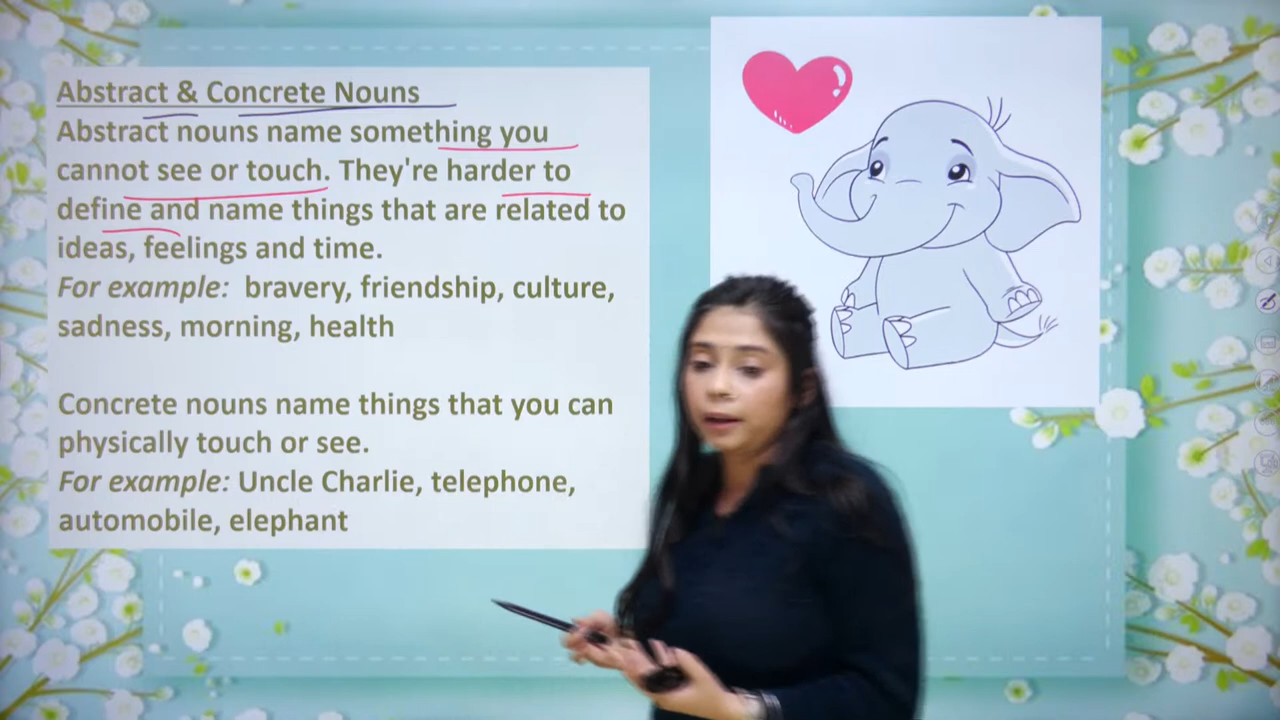 Abstract & Concrete Nouns
Abstract nouns name something you
cannot see or touch. They're harder to
define and name things that are related to
ideas, feelings and time.
For example: bravery, friendship, culture,
sadness, morning, health
Concrete nouns name things that you can
physically touch or see.
For example: Uncle Charlie, telephone,
automobile, elephant